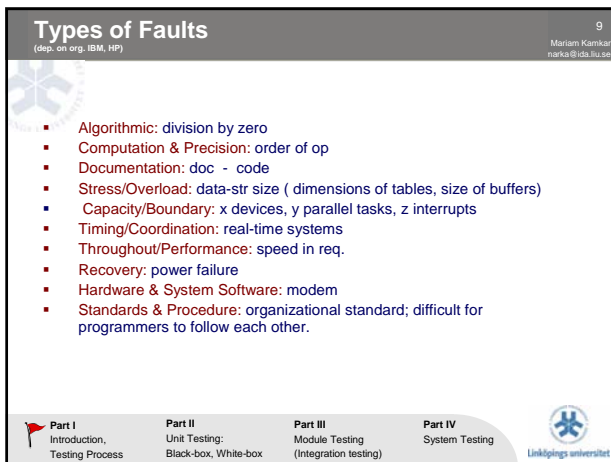 Types of Faults
(dep. on org. IBM, HP)
9
Mariam Kamkar
narka@ida.liu.se
▪ Algorithmic: division by zero
▪ Computation & Precision: order of op
▪ Documentation: doc - code
▪ Stress/Overload: data-str size ( dimensions of tables, size of buffers)
▪ Capacity/Boundary: x devices, y parallel tasks, z interrupts
▪ Timing/Coordination: real-time systems
▪ Throughout/Performance: speed in req.
▪ Recovery: power failure
▪ Hardware & System Software: modem
▪ Standards & Procedure: organizational standard; difficult for
programmers to follow each other.
Part I
Introduction,
Testing Process
Part II
Unit Testing:
Black-box, White-box
Part III
Module Testing
(Integration testing)
Part IV
System Testing
Linköpings universitet